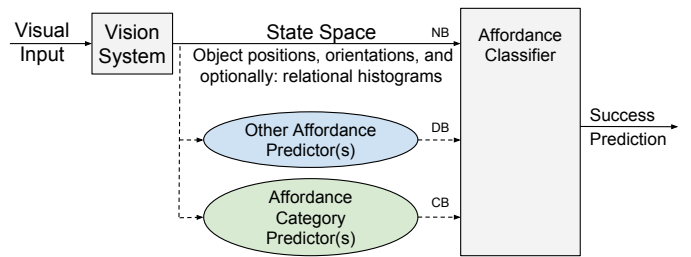 Visual
Input
Vision
System
State Space
Object positions, orientations, and
optionally: relational histograms
NB
Other Affordance
Predictor(s)
DB
Affordance
Category
Predictor(s)
CB
Affordance
Classifier
Success
Prediction